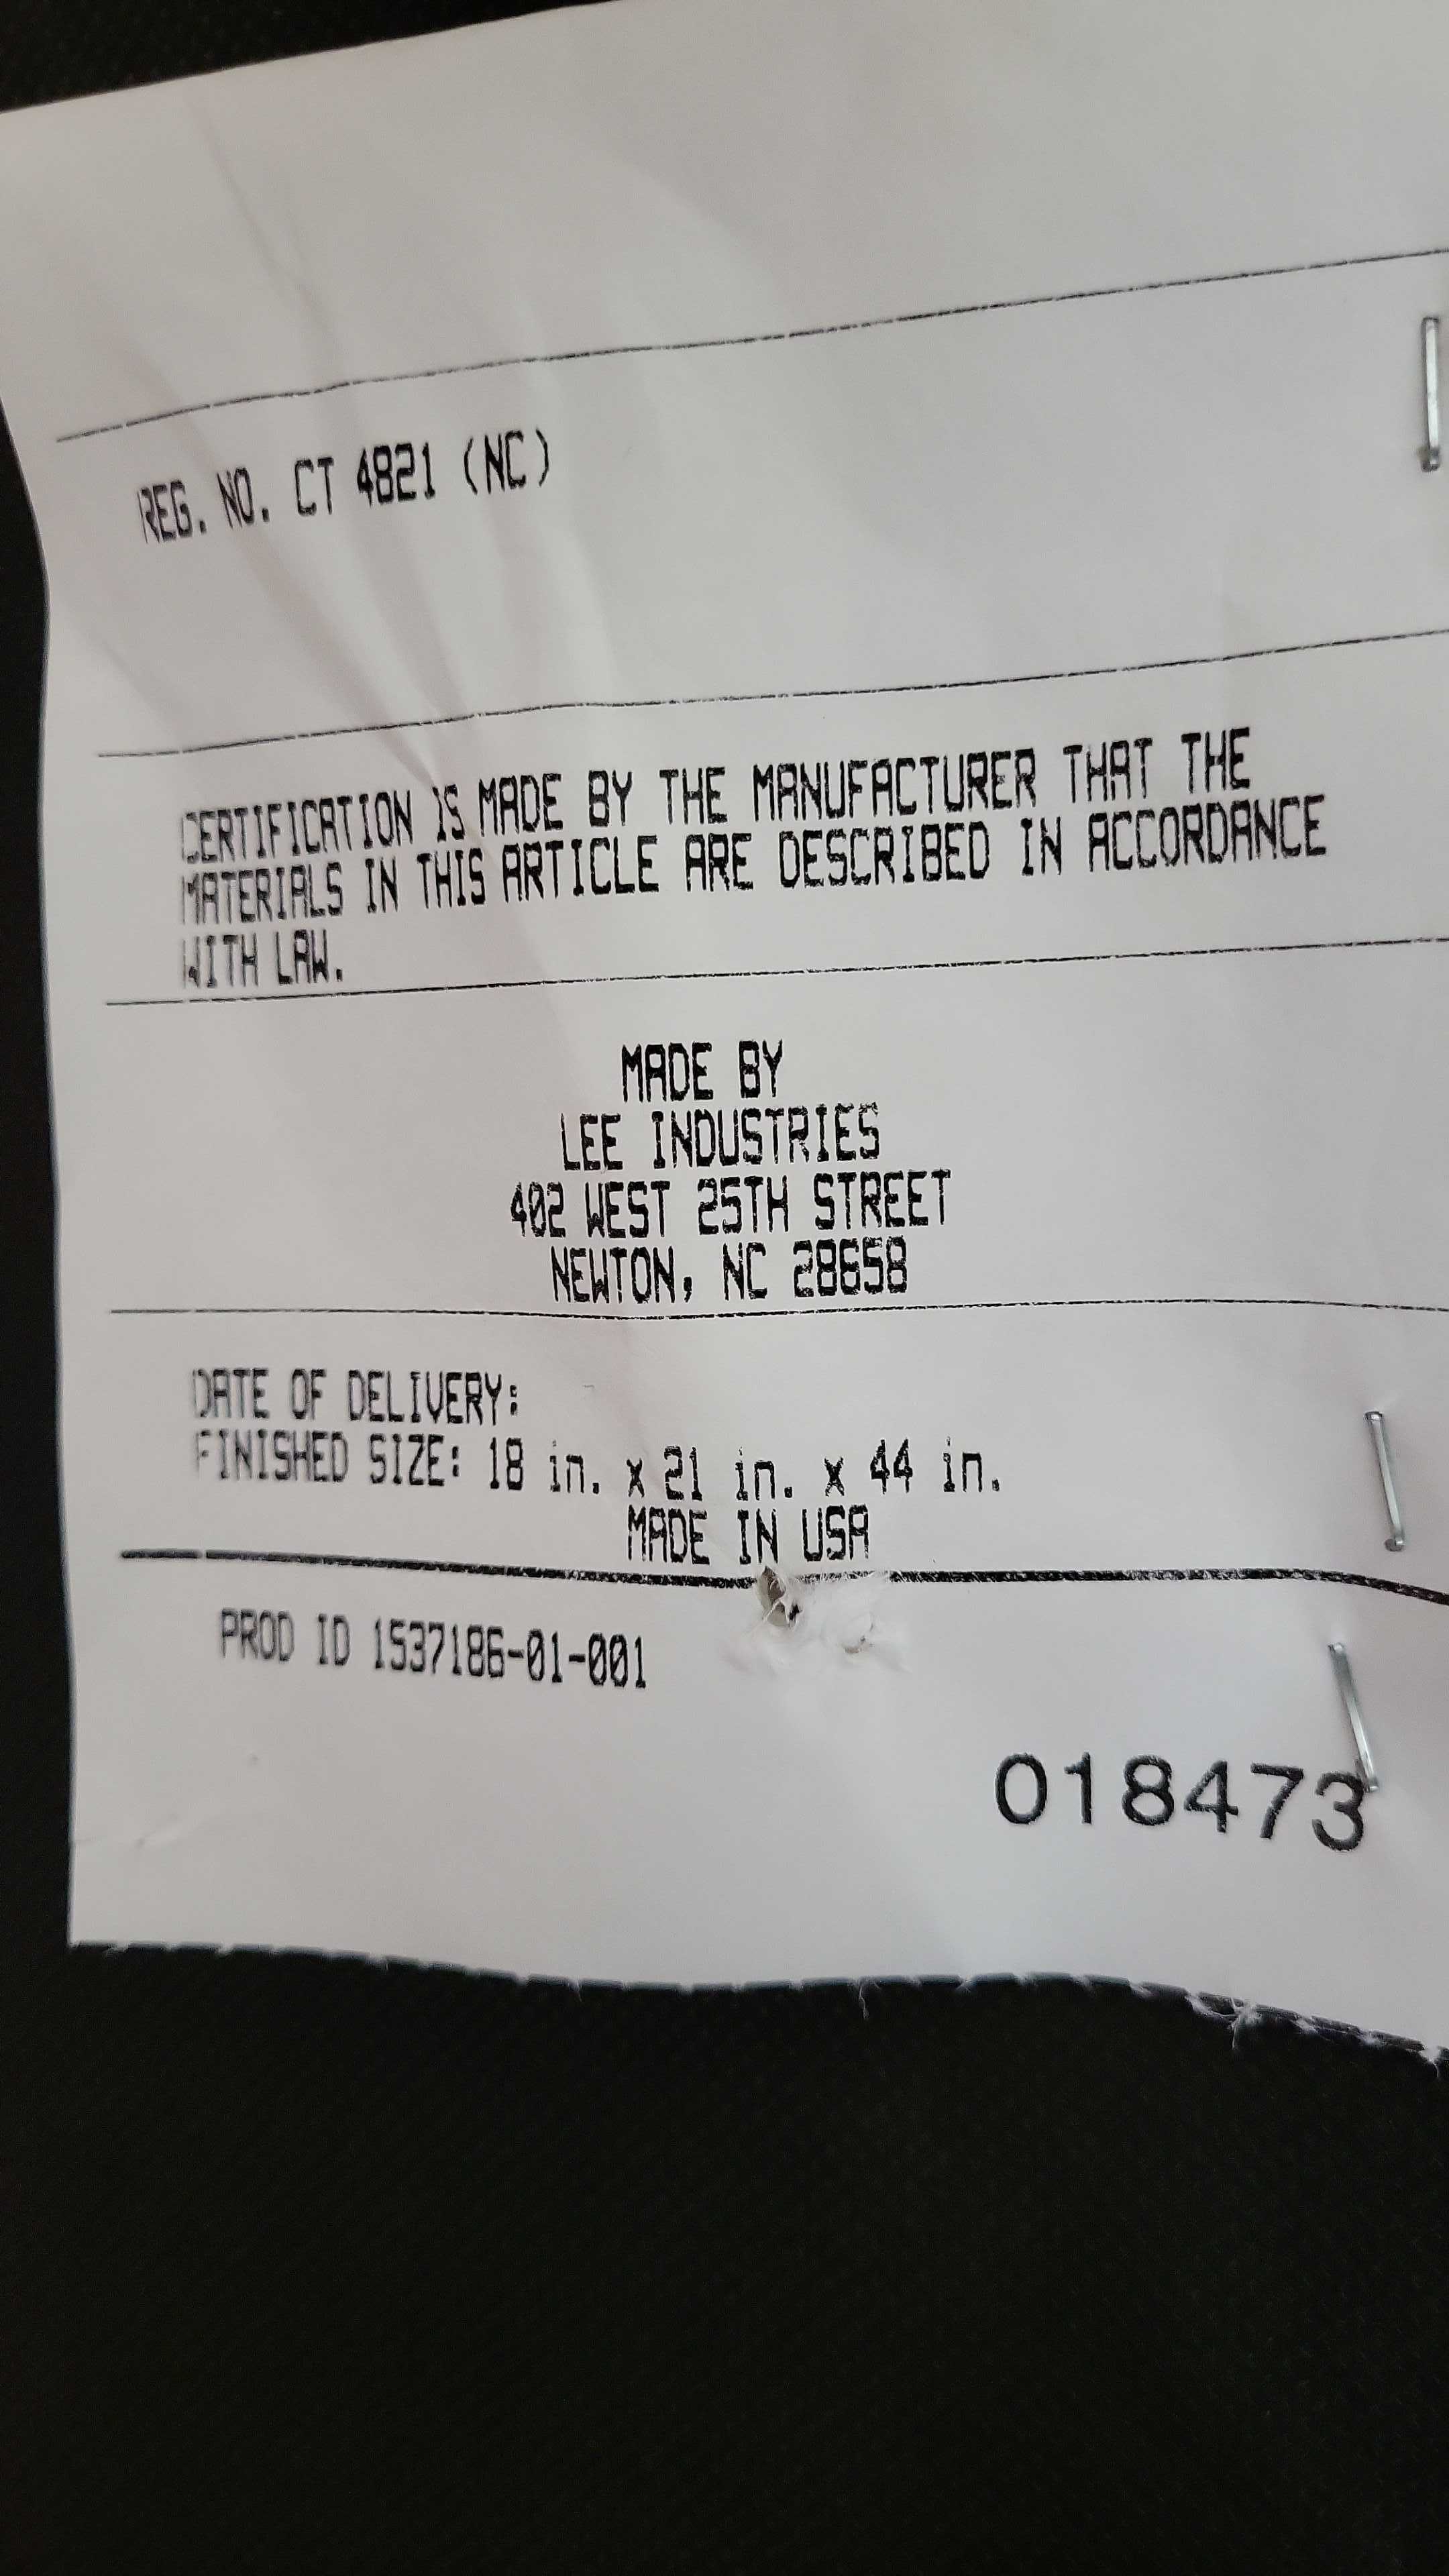 REG. NO. CT 4821 (NC)
CERTIFICATION IS MADE BY THE MANUFACTURER THAT THE
MATERIALS IN THIS ARTICLE ARE DESCRIBED IN ACCORDANCE
WITH LAW.
MADE BY
LEE INDUSTRIES
402 WEST 25TH STREET
NEWTON, NC 28658
DATE OF DELIVERY:
FINISHED SIZE: 18 in. x 21 in. x 44 in.
MADE IN USA
PROD ID 1537186-01-001
018473